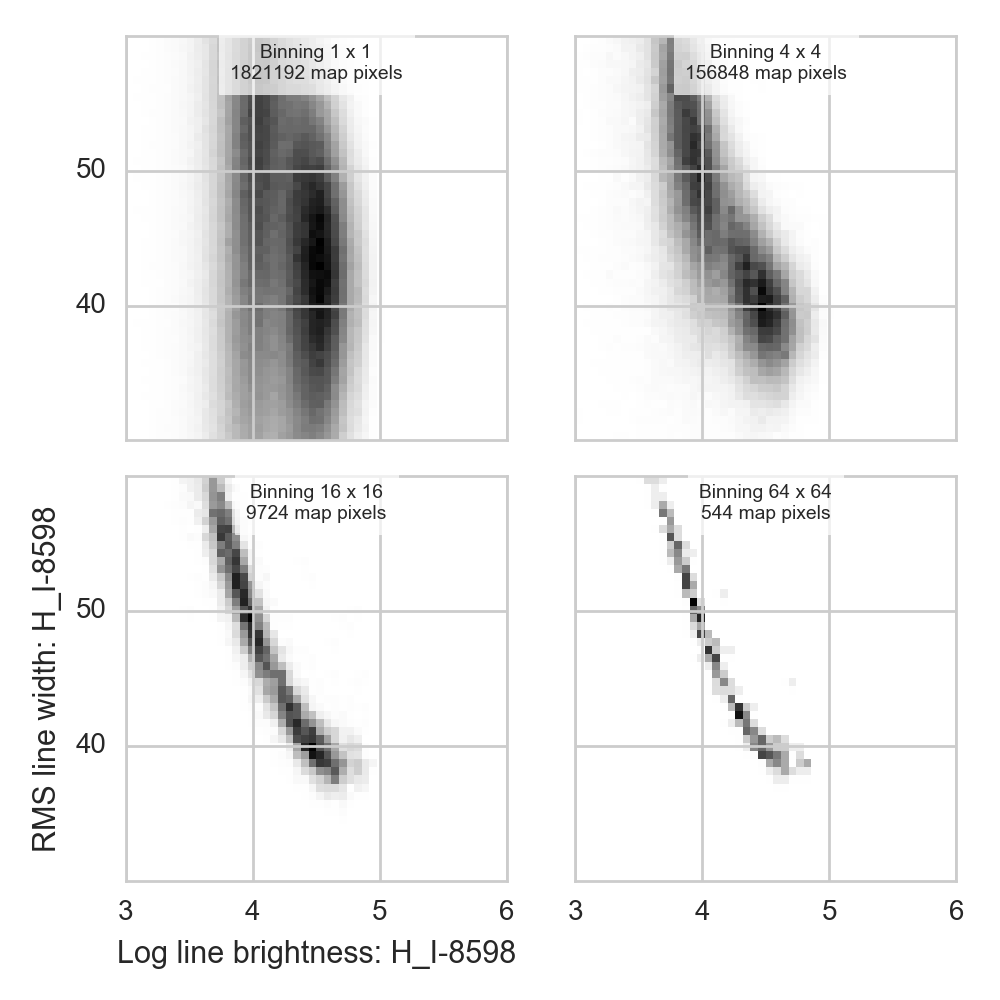 Binning 1 x 1
1821192 map pixels
Binning 4 x 4
156848 map pixels
50
40
Binning 16 x 16
9724 map pixels
Binning 64 x 64
544 map pixels
50
40
RMS line width: H_I-8598
3 4 5 6
3 4 5 6
Log line brightness: H_I-8598